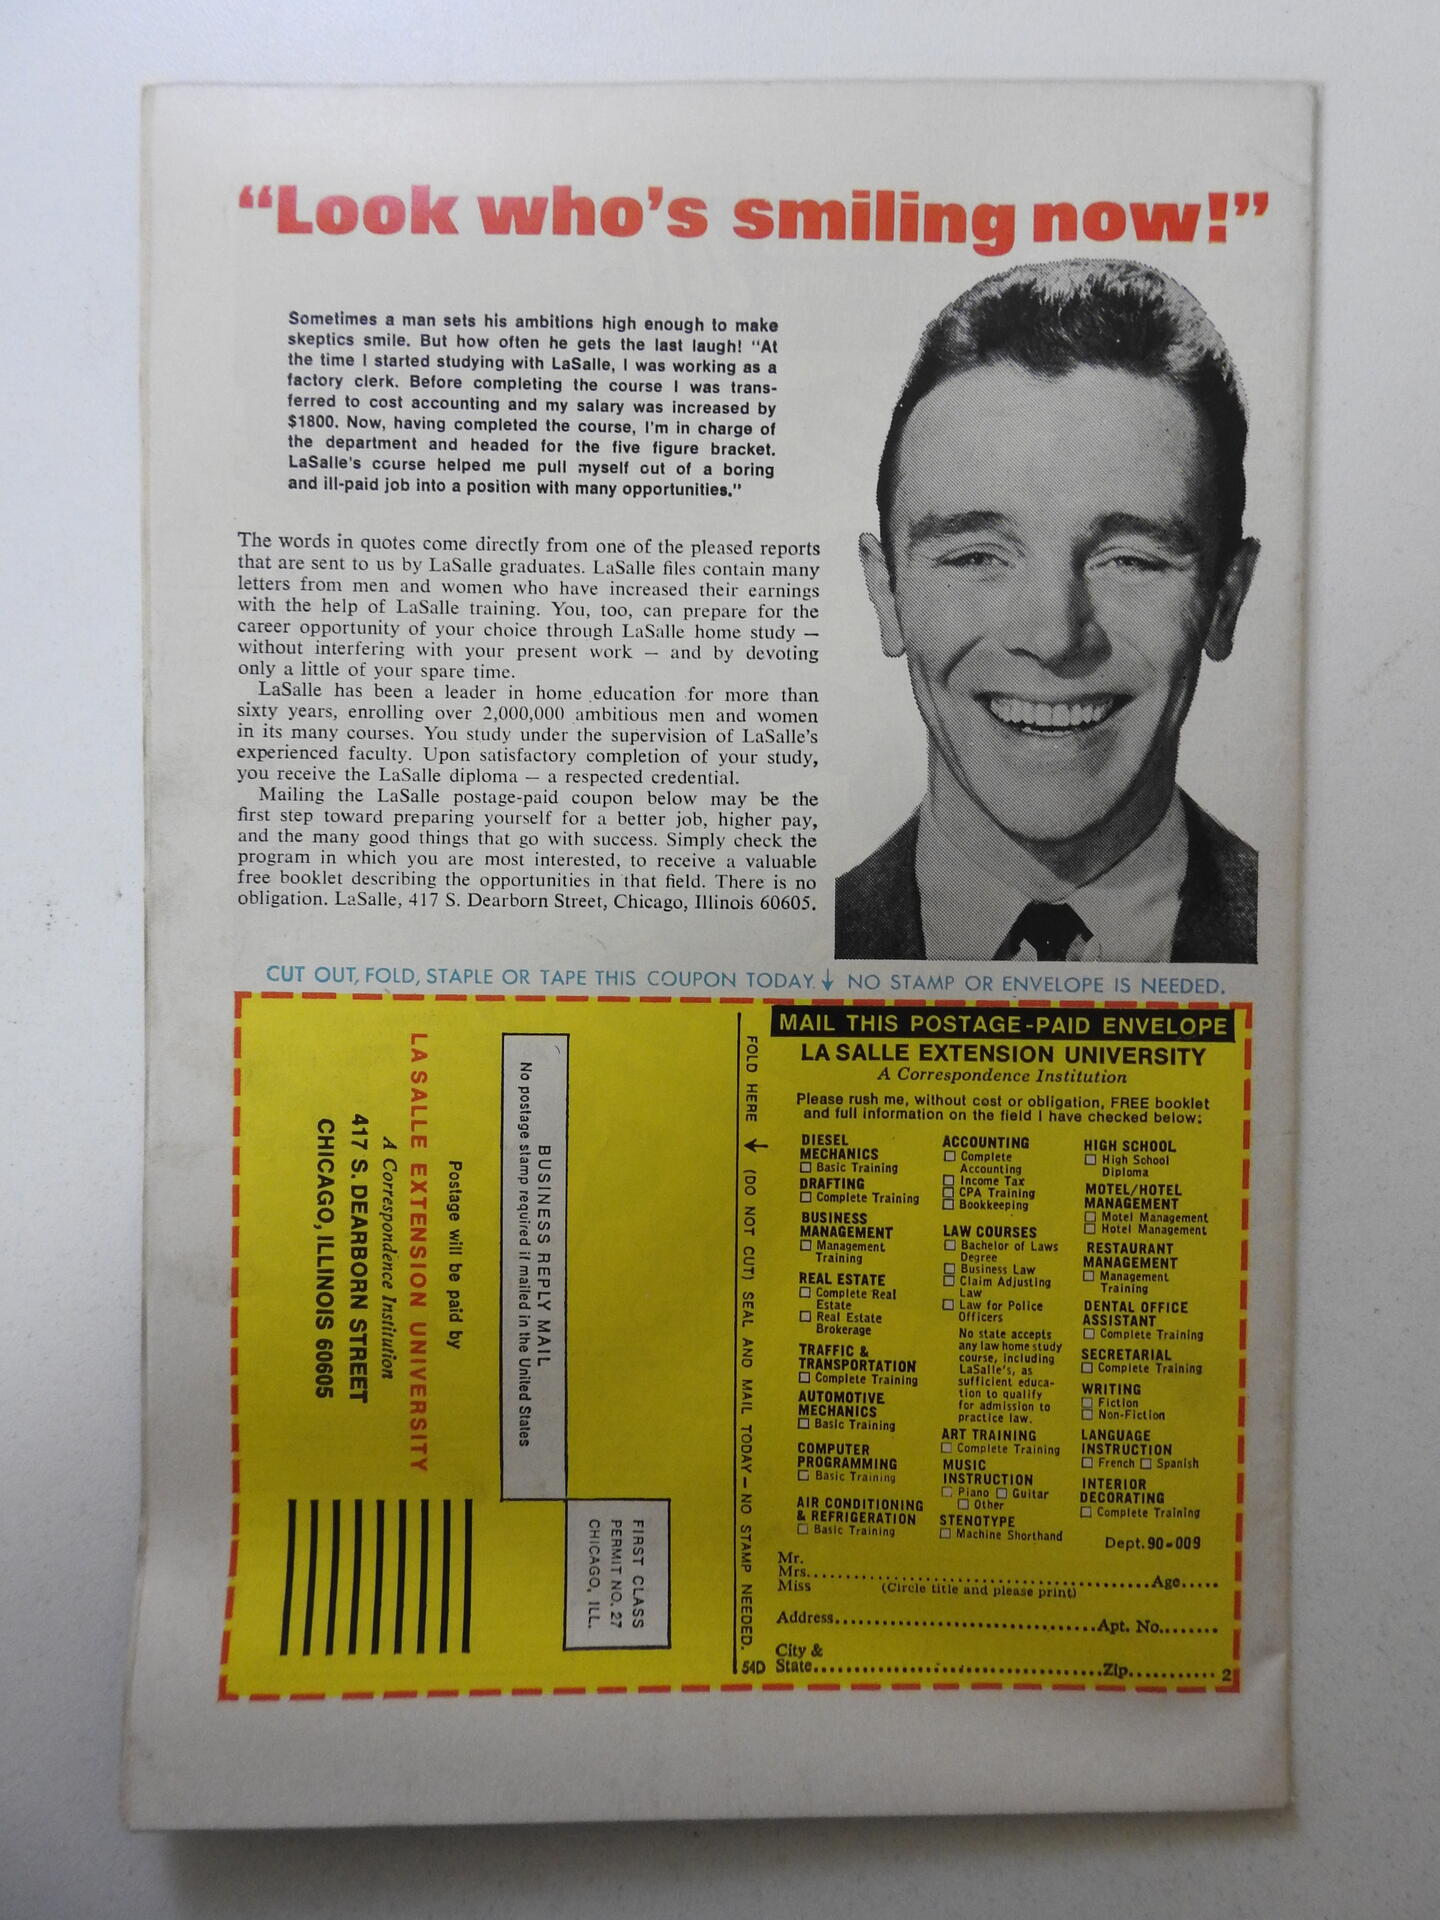 “Look who’s smiling now!”
Sometimes a man sets his ambitions high enough to make
skeptics smile. But how often he gets the last laugh! “At
the time I started studying with LaSalle, I was working as a
factory clerk. Before completing the course I was trans-
ferred to cost accounting and my salary was increased by
$1800. Now, having completed the course, I’m in charge of
the department and headed for the five figure bracket.
LaSalle’s course helped me pull myself out of a boring
and ill-paid job into a position with many opportunities.”
The words in quotes come directly from one of the pleased reports
that are sent to us by LaSalle graduates. LaSalle files contain many
letters from men and women who have increased their earnings
with the help of LaSalle training. You, too, can prepare for the
career opportunity of your choice through LaSalle home study —
without interfering with your present work — and by devoting
only a little of your spare time.
LaSalle has been a leader in home education for more than
sixty years, enrolling over 2,000,000 ambitious men and women
in its many courses. You study under the supervision of LaSalle’s
experienced faculty. Upon satisfactory completion of your study,
you receive the LaSalle diploma — a respected credential.
Mailing the LaSalle postage-paid coupon below may be the
first step toward preparing yourself for a better job, higher pay,
and the many good things that go with success. Simply check the
program in which you are most interested, to receive a valuable
free booklet describing the opportunities in that field. There is no
obligation. LaSalle, 417 S. Dearborn Street, Chicago, Illinois 60605.
CUT OUT, FOLD, STAPLE OR TAPE THIS COUPON TODAY. ↓ NO STAMP OR ENVELOPE IS NEEDED.
BUSINESS REPLY MAIL
No postage stamp required if mailed in the United States
FIRST CLASS
PERMIT NO. 27
CHICAGO, ILL.
Postage will be paid by
LA SALLE EXTENSION UNIVERSITY
A Correspondence Institution
417 S. DEARBORN STREET
CHICAGO, ILLINOIS 60605
FOLD HERE → (DO NOT CUT) SEAL AND MAIL TODAY — NO STAMP NEEDED.
54D
MAIL THIS POSTAGE-PAID ENVELOPE
LA SALLE EXTENSION UNIVERSITY
A Correspondence Institution
Please rush me, without cost or obligation, FREE booklet
and full information on the field I have checked below:
DIESEL
MECHANICS
☐ Basic Training
DRAFTING
☐ Complete Training
BUSINESS
MANAGEMENT
☐ Management
Training
REAL ESTATE
☐ Complete Real
Estate
☐ Real Estate
Brokerage
TRAFFIC &
TRANSPORTATION
☐ Complete Training
AUTOMOTIVE
MECHANICS
☐ Basic Training
COMPUTER
PROGRAMMING
☐ Basic Training
AIR CONDITIONING
& REFRIGERATION
☐ Basic Training
ACCOUNTING
☐ Complete
Accounting
☐ Income Tax
☐ CPA Training
☐ Bookkeeping
LAW COURSES
☐ Bachelor of Laws
Degree
☐ Business Law
☐ Claim Adjusting
Law
☐ Law for Police
Officers
No state accepts
any law home study
course, including
LaSalle’s, as
sufficient educa-
tion to qualify
for admission to
practice law.
ART TRAINING
☐ Complete Training
MUSIC
INSTRUCTION
☐ Piano ☐ Guitar
☐ Other
STENOTYPE
☐ Machine Shorthand
HIGH SCHOOL
☐ High School
Diploma
MOTEL/HOTEL
MANAGEMENT
☐ Motel Management
☐ Hotel Management
RESTAURANT
MANAGEMENT
☐ Management
Training
DENTAL OFFICE
ASSISTANT
☐ Complete Training
SECRETARIAL
☐ Complete Training
WRITING
☐ Fiction
☐ Non-Fiction
LANGUAGE
INSTRUCTION
☐ French ☐ Spanish
INTERIOR
DECORATING
☐ Complete Training
Dept. 90-009
Mr.
Mrs. Age
Miss (Circle title and please print)
Address Apt. No.
City &
State Zip 2